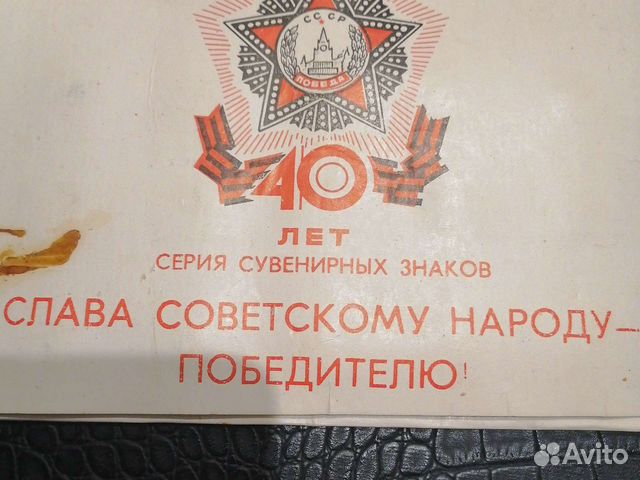 СССР
ПОБЕДА
40
ЛЕТ
СЕРИЯ СУВЕНИРНЫХ ЗНАКОВ
СЛАВА СОВЕТСКОМУ НАРОДУ—
ПОБЕДИТЕЛЮ!
Avito